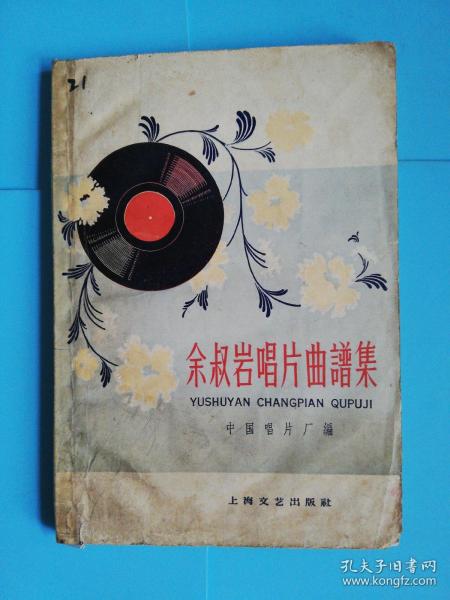 21
余叔岩唱片曲譜集
YUSHUYAN CHANGPIAN QUPUJI
中国唱片厂編
上海文艺出版社
孔夫子旧书网
www.kongfz.com